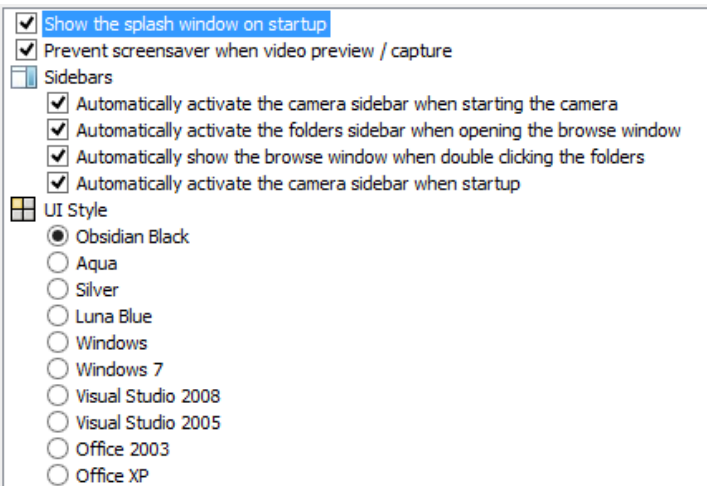 Show the splash window on startup
Prevent screensaver when video preview / capture
Sidebars
Automatically activate the camera sidebar when starting the camera
Automatically activate the folders sidebar when opening the browse window
Automatically show the browse window when double clicking the folders
Automatically activate the camera sidebar when startup
UI Style
Obsidian Black
Aqua
Silver
Luna Blue
Windows
Windows 7
Visual Studio 2008
Visual Studio 2005
Office 2003
Office XP